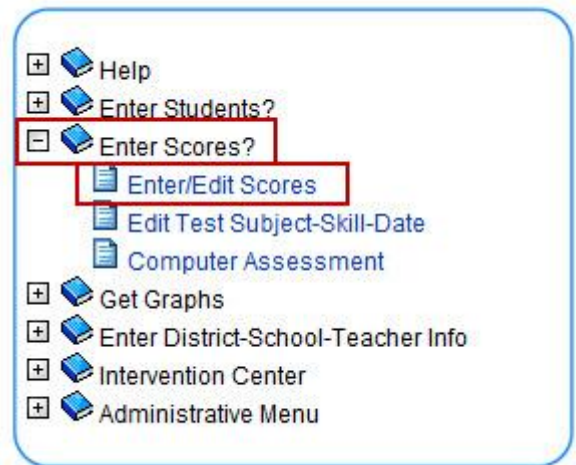 Help
Enter Students?
Enter Scores?
Enter/Edit Scores
Edit Test Subject-Skill-Date
Computer Assessment
Get Graphs
Enter District-School-Teacher Info
Intervention Center
Administrative Menu